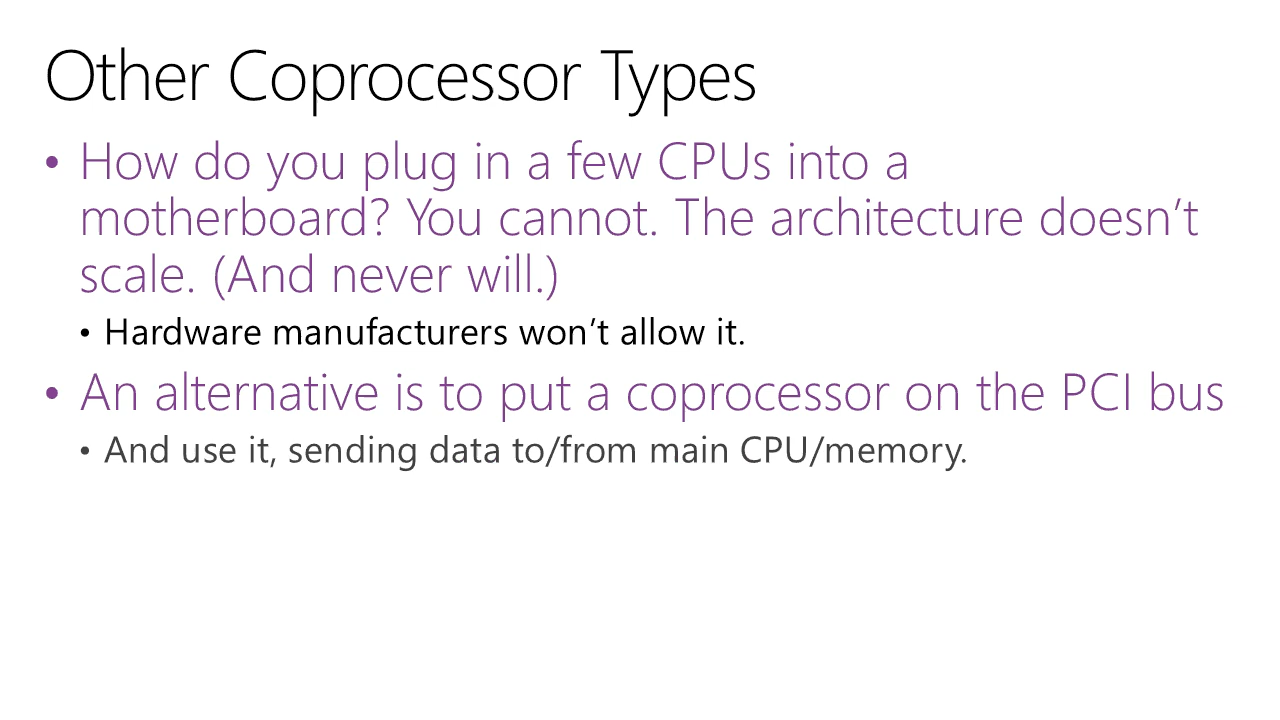 Other Coprocessor Types
• How do you plug in a few CPUs into a
motherboard? You cannot. The architecture doesn’t
scale. (And never will.)
• Hardware manufacturers won’t allow it.
• An alternative is to put a coprocessor on the PCI bus
• And use it, sending data to/from main CPU/memory.